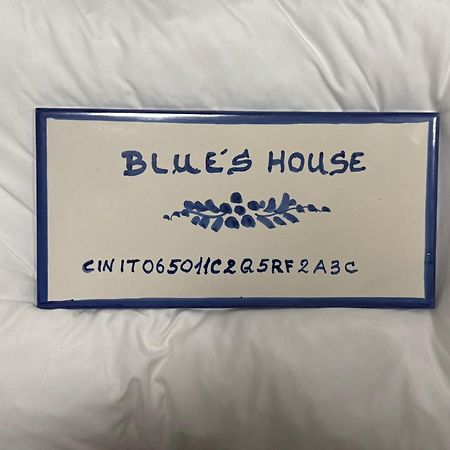 BLUE'S HOUSE
CIN IT065011C2Q5RF2A3C